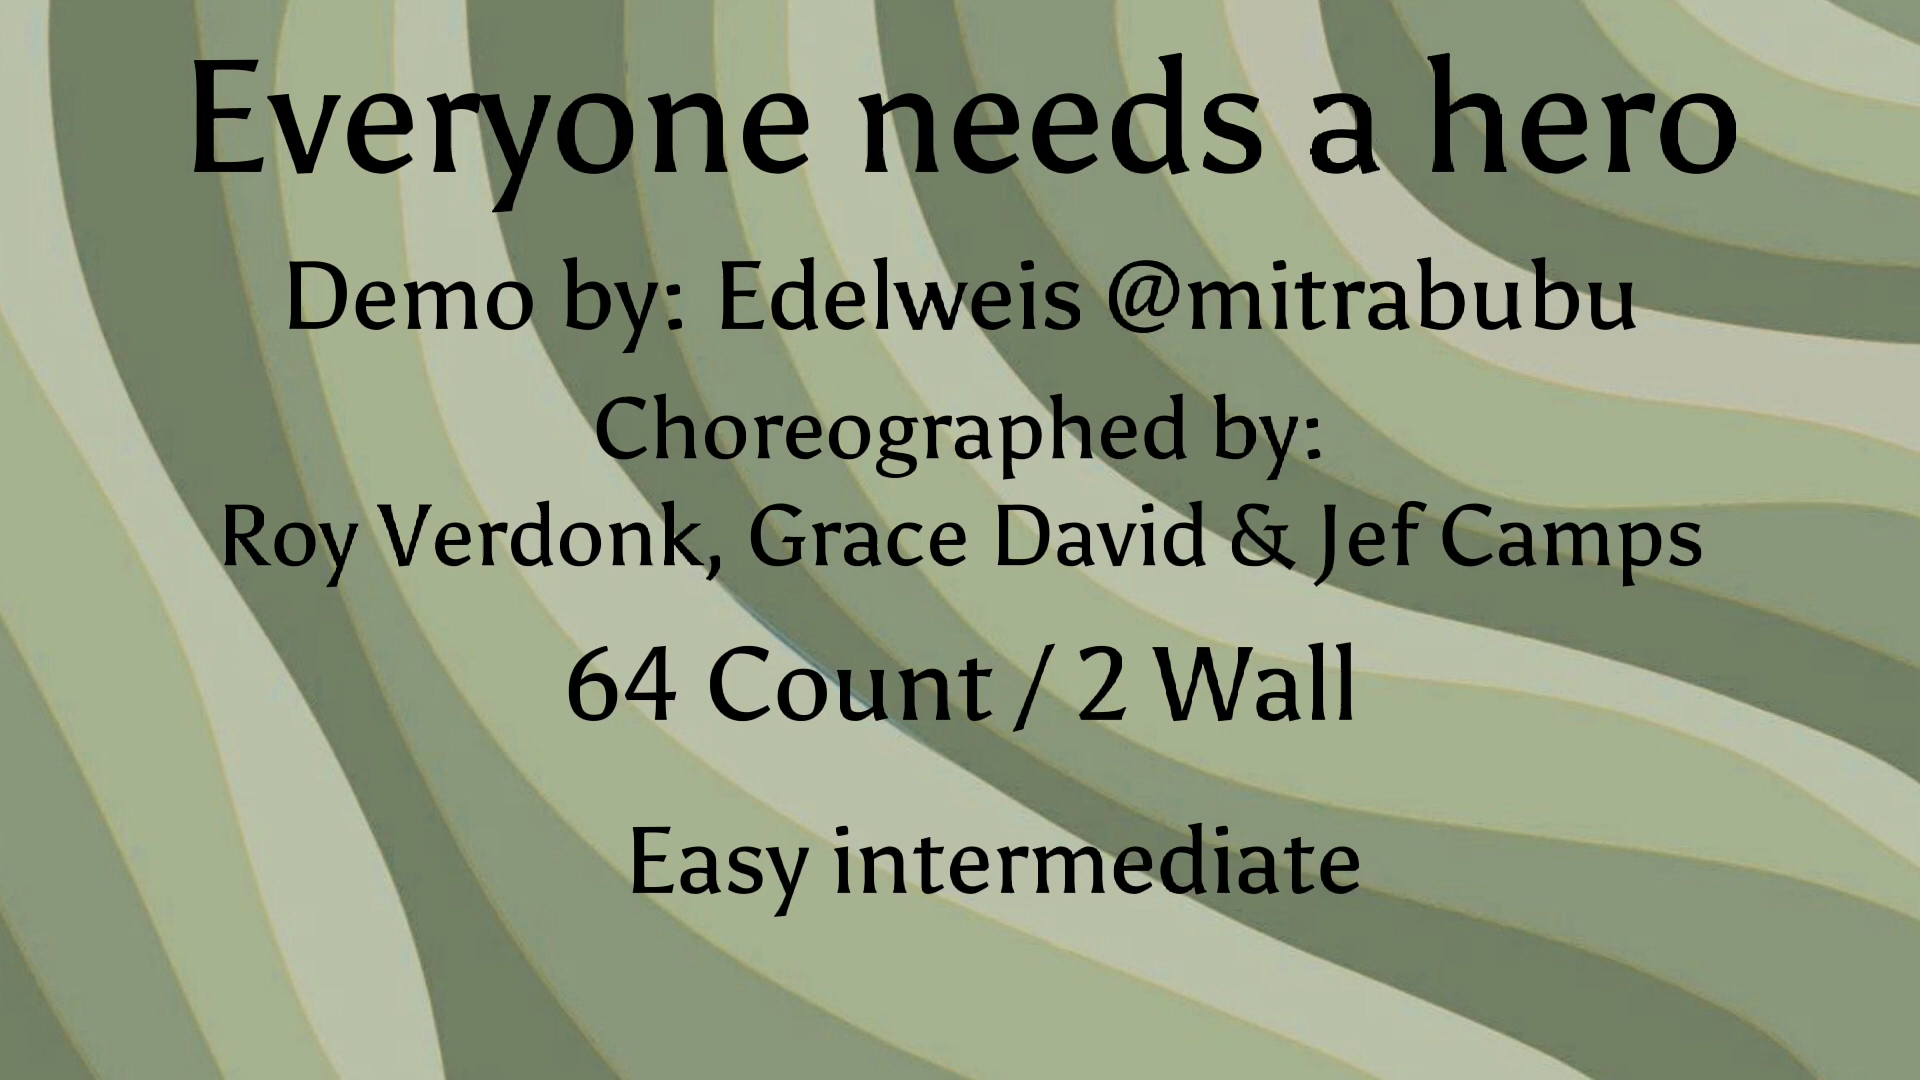 Everyone needs a hero
Demo by: Edelweis @mitrabubu
Choreographed by:
Roy Verdonk, Grace David & Jef Camps
64 Count / 2 Wall
Easy intermediate